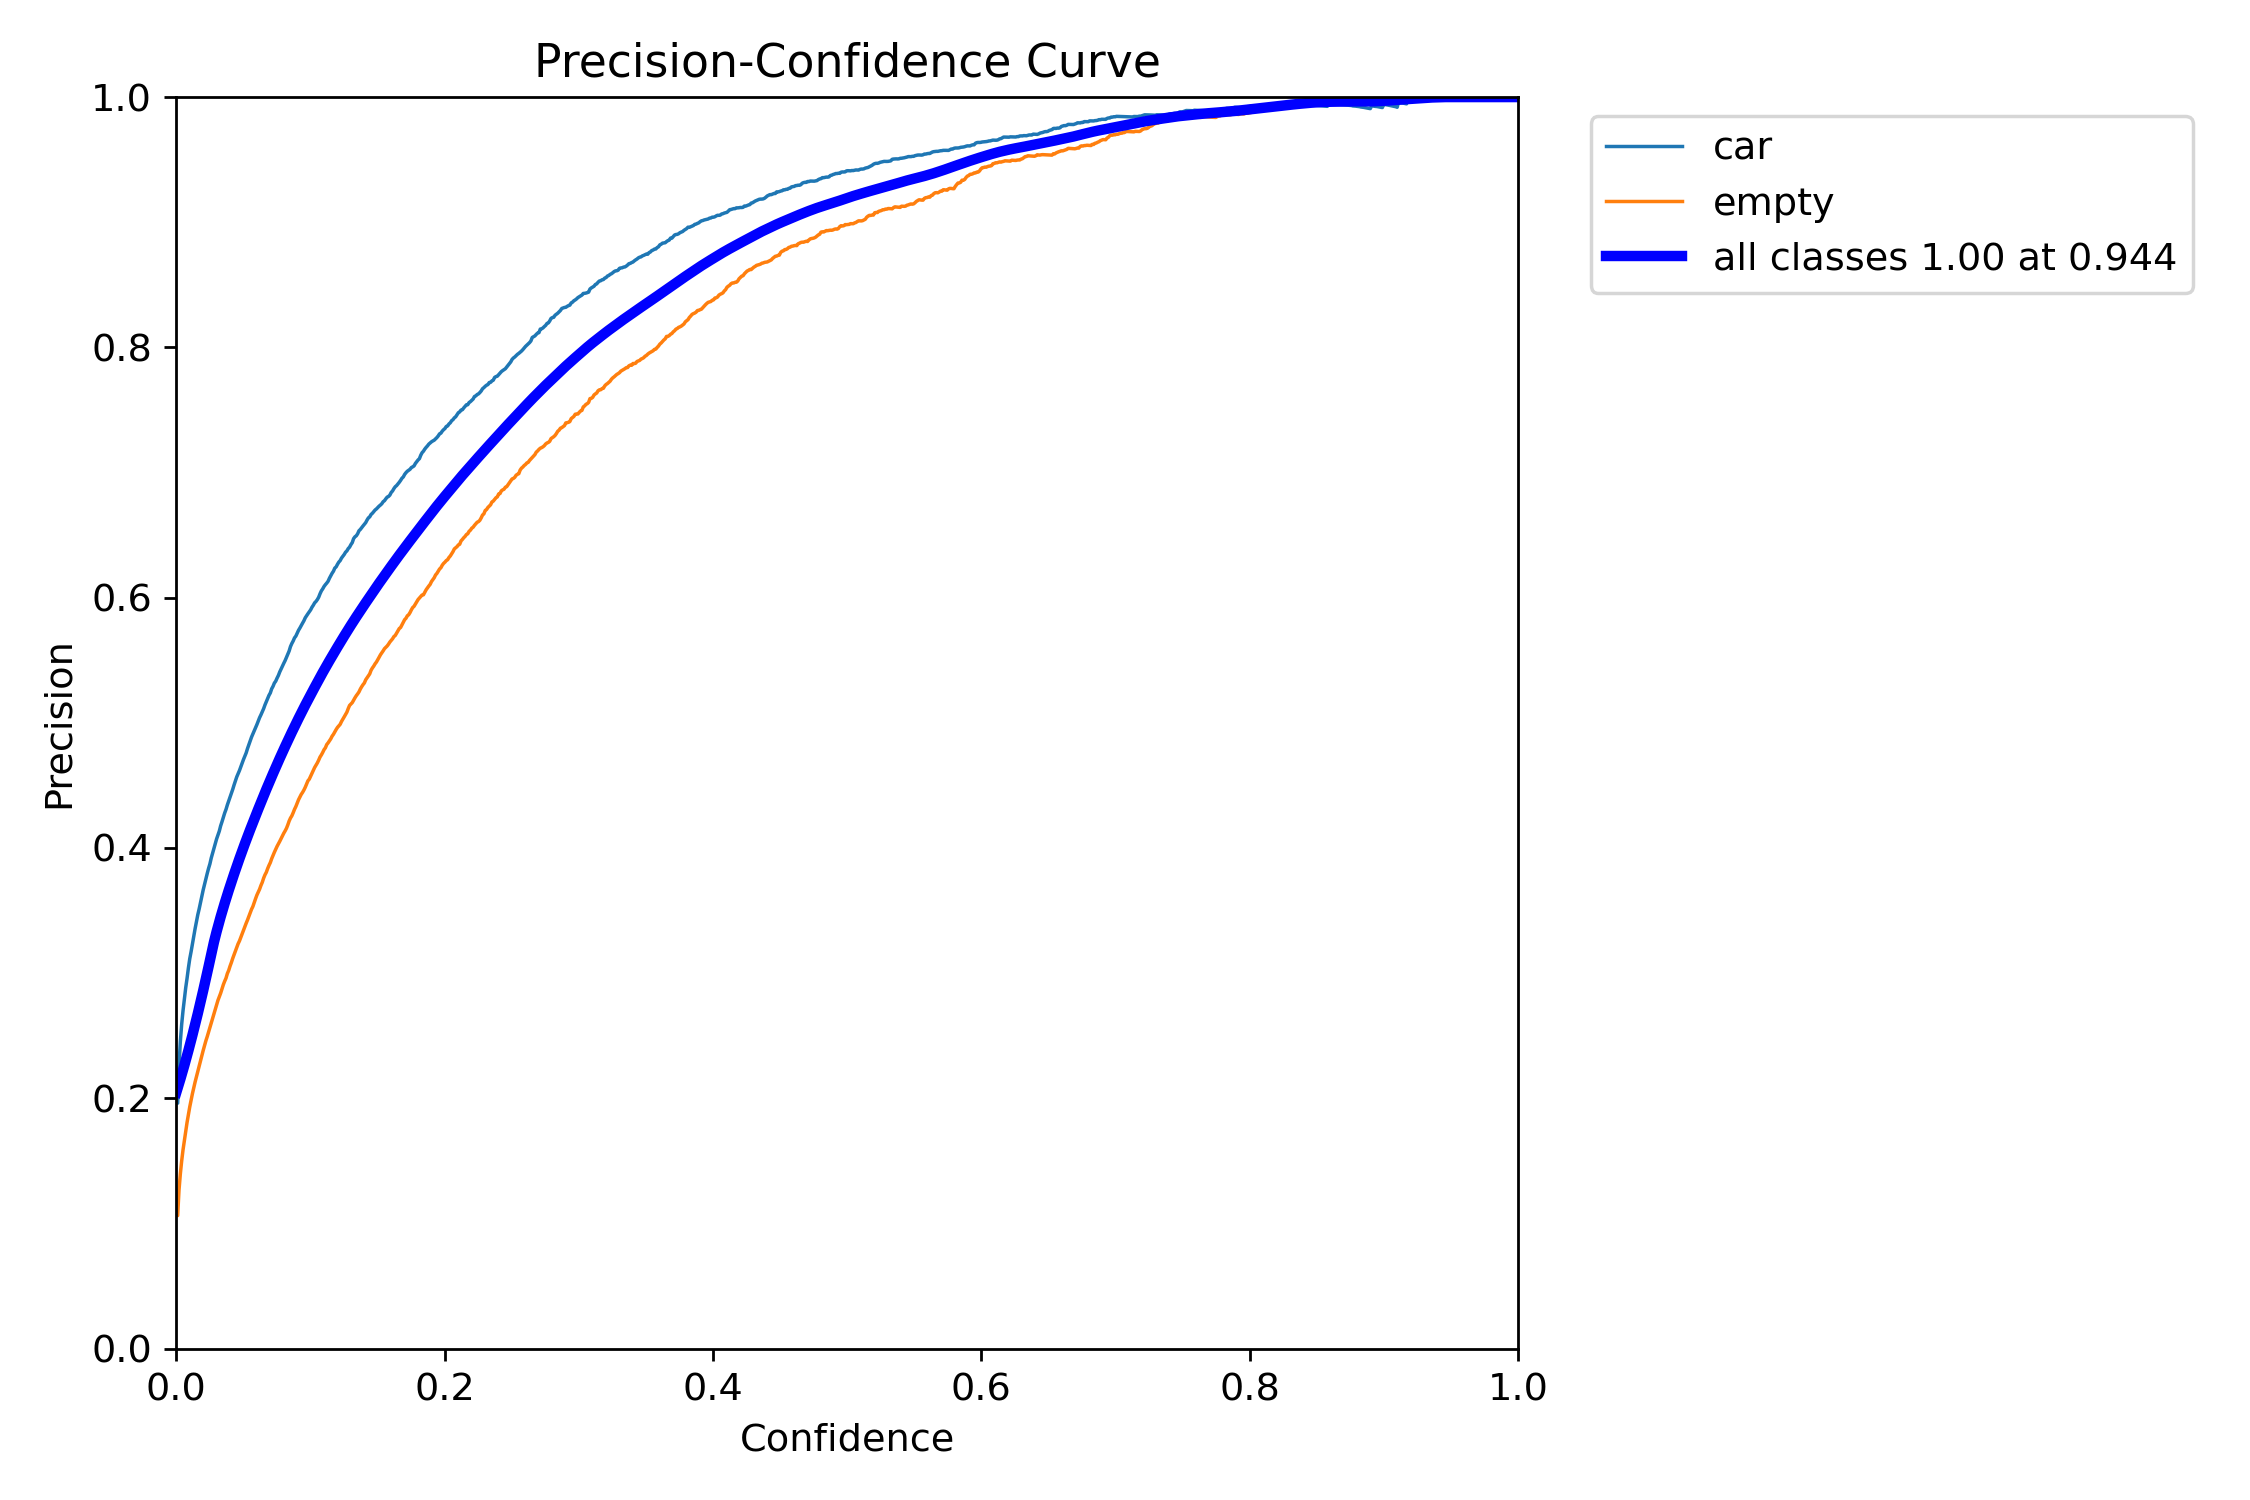 Precision-Confidence Curve
1.0
0.8
0.6
0.4
0.2
0.0
Precision
0.0 0.2 0.4 0.6 0.8 1.0
Confidence
car
empty
all classes 1.00 at 0.944